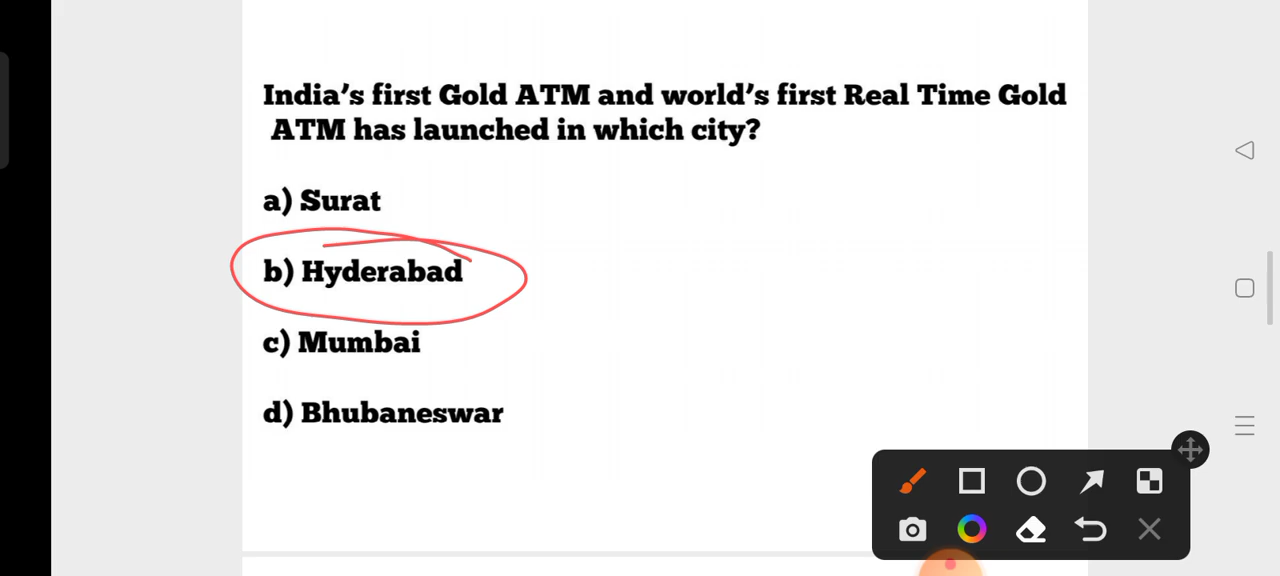 India’s first Gold ATM and world’s first Real Time Gold
ATM has launched in which city?
a) Surat
b) Hyderabad
c) Mumbai
d) Bhubaneswar